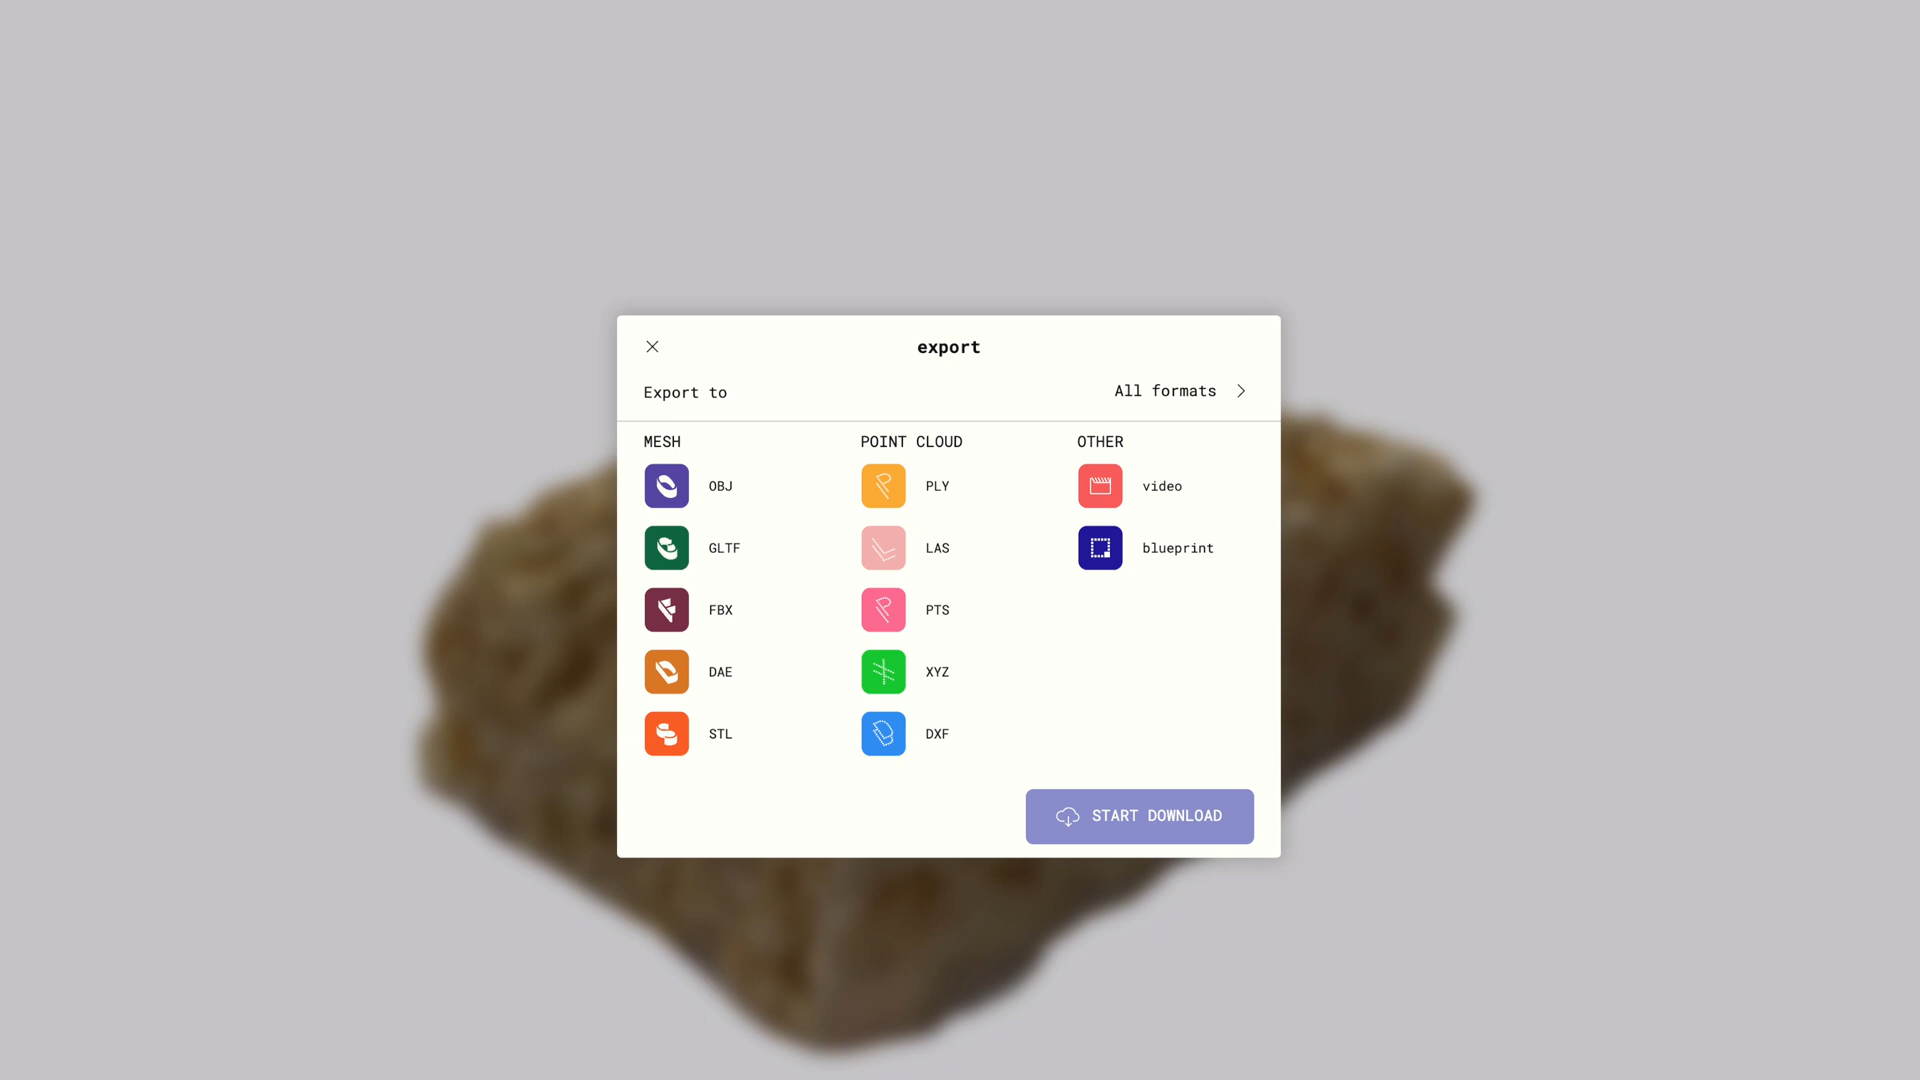 export
Export to
All formats
MESH
POINT CLOUD
OTHER
OBJ
PLY
video
GLTF
LAS
blueprint
FBX
PTS
DAE
XYZ
STL
DXF
START DOWNLOAD